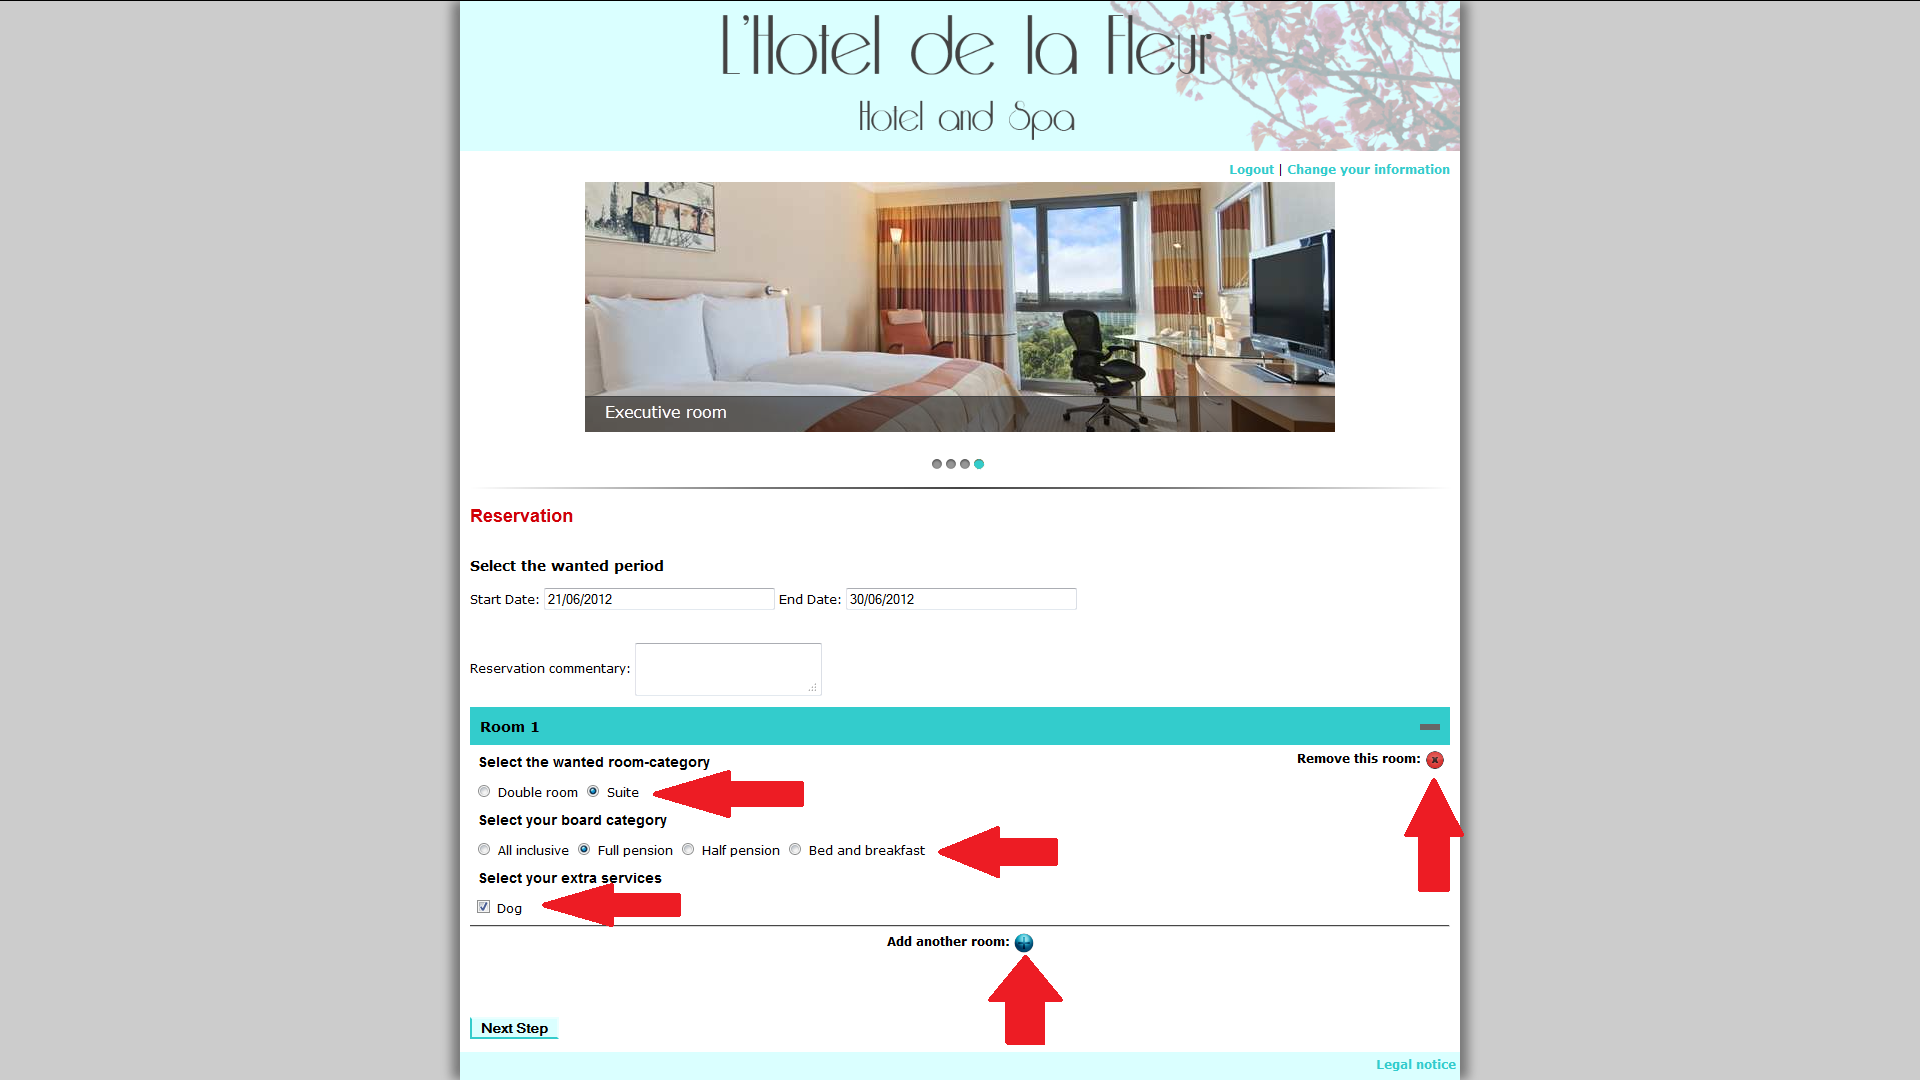 L'Hotel de la Fleur
Hotel and Spa
Logout | Change your information
Executive room
Reservation
Select the wanted period
Start Date: 21/06/2012 End Date: 30/06/2012
Reservation commentary:
Room 1
Select the wanted room-category
Remove this room:
Double room Suite
Select your board category
All inclusive Full pension Half pension Bed and breakfast
Select your extra services
Dog
Add another room:
Next Step
Legal notice